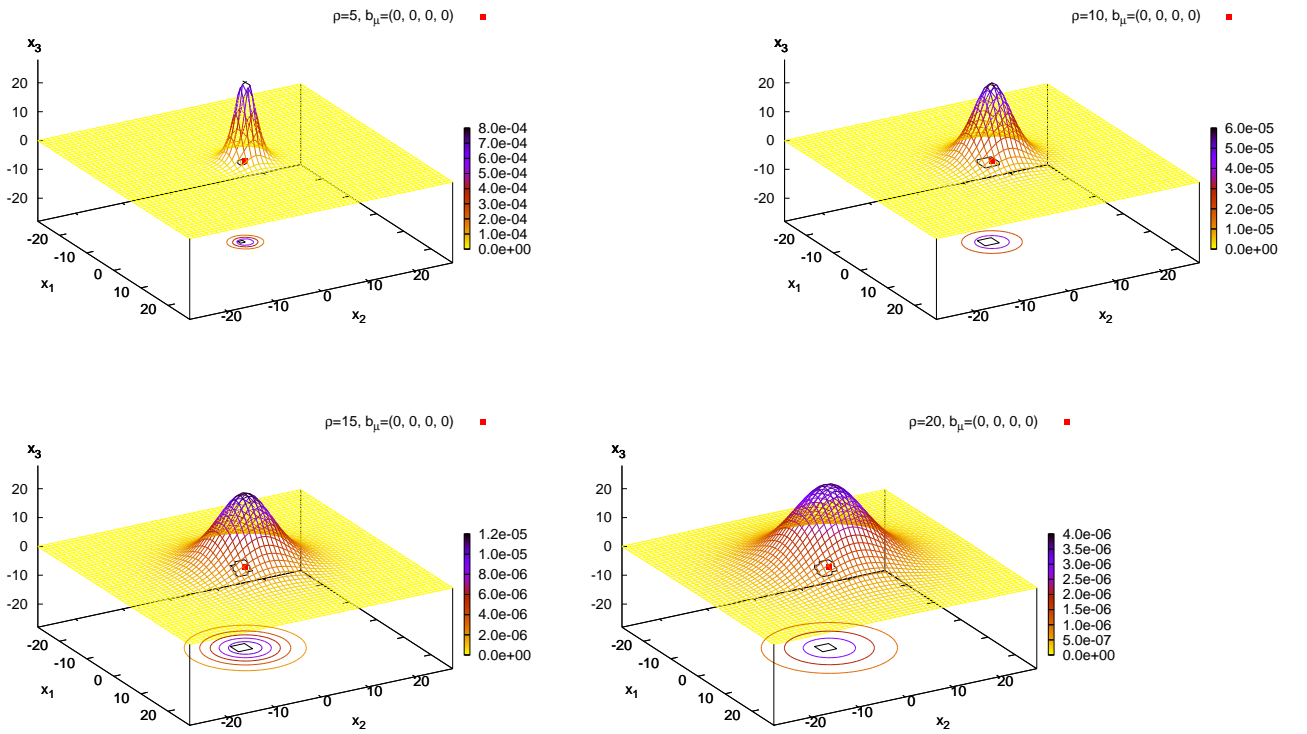 ρ=5, bμ=(0, 0, 0, 0)
x3
20
10
0
-10
-20
8.0e-04
7.0e-04
6.0e-04
5.0e-04
4.0e-04
3.0e-04
2.0e-04
1.0e-04
0.0e+00
-20
-10
0
10
20
x1
-20
-10
0
10
20
x2
ρ=10, bμ=(0, 0, 0, 0)
x3
20
10
0
-10
-20
6.0e-05
5.0e-05
4.0e-05
3.0e-05
2.0e-05
1.0e-05
0.0e+00
-20
-10
0
10
20
x1
-20
-10
0
10
20
x2
ρ=15, bμ=(0, 0, 0, 0)
x3
20
10
0
-10
-20
1.2e-05
1.0e-05
8.0e-06
6.0e-06
4.0e-06
2.0e-06
0.0e+00
-20
-10
0
10
20
x1
-20
-10
0
10
20
x2
ρ=20, bμ=(0, 0, 0, 0)
x3
20
10
0
-10
-20
4.0e-06
3.5e-06
3.0e-06
2.5e-06
2.0e-06
1.5e-06
1.0e-06
5.0e-07
0.0e+00
-20
-10
0
10
20
x1
-20
-10
0
10
20
x2